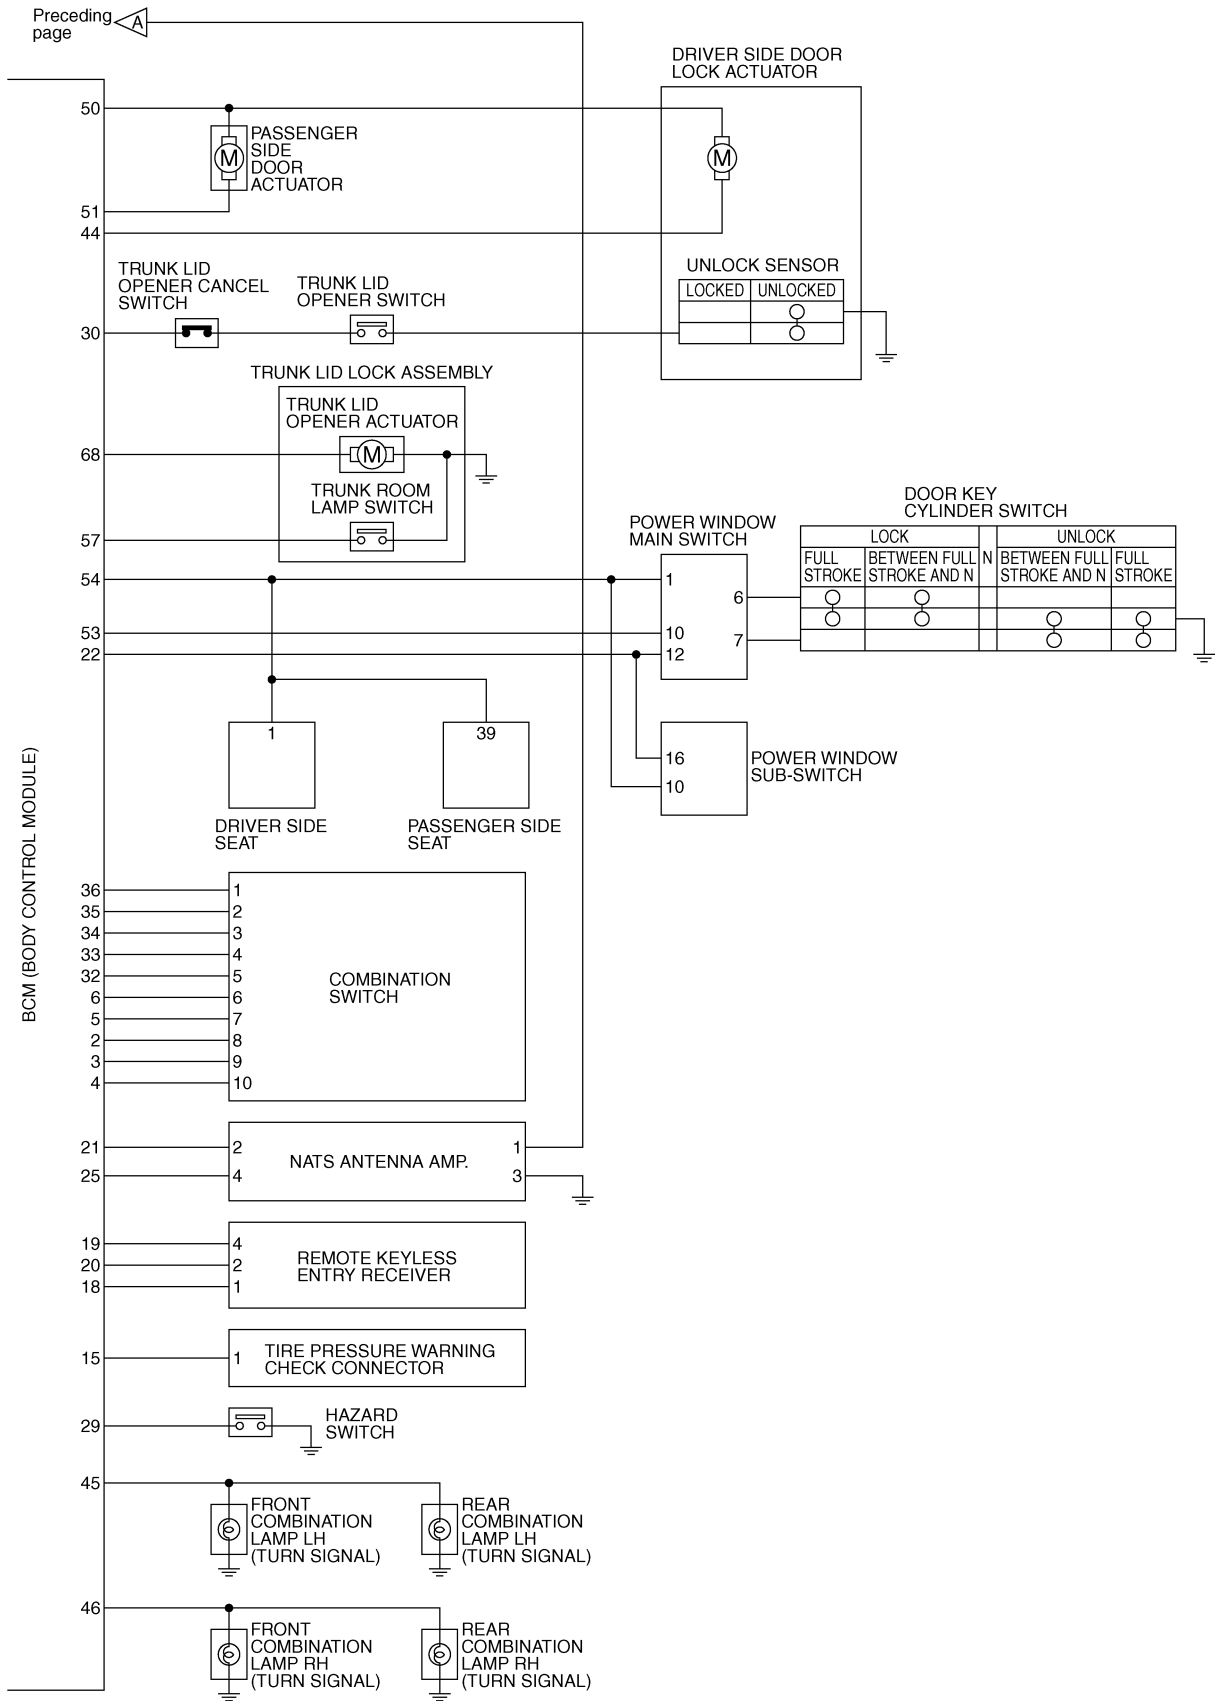 Preceding
page
A
DRIVER SIDE DOOR
LOCK ACTUATOR
50
PASSENGER
SIDE
DOOR
ACTUATOR
M
M
51
44
UNLOCK SENSOR
LOCKED UNLOCKED
TRUNK LID
OPENER CANCEL
SWITCH
TRUNK LID
OPENER SWITCH
30
TRUNK LID LOCK ASSEMBLY
TRUNK LID
OPENER ACTUATOR
68
M
TRUNK ROOM
LAMP SWITCH
57
POWER WINDOW
MAIN SWITCH
DOOR KEY
CYLINDER SWITCH
LOCK UNLOCK
FULL
STROKE
BETWEEN FULL
STROKE AND N
N
BETWEEN FULL
STROKE AND N
FULL
STROKE
54
1
6
53
10
7
22
12
1
39
16
10
POWER WINDOW
SUB-SWITCH
DRIVER SIDE
SEAT
PASSENGER SIDE
SEAT
BCM (BODY CONTROL MODULE)
36 1
35 2
34 3
33 4
32 5
6 6
5 7
2 8
3 9
4 10
COMBINATION
SWITCH
21 2 1
25 4 3
NATS ANTENNA AMP.
19 4
20 2
18 1
REMOTE KEYLESS
ENTRY RECEIVER
15 1
TIRE PRESSURE WARNING
CHECK CONNECTOR
29
HAZARD
SWITCH
45
FRONT
COMBINATION
LAMP LH
(TURN SIGNAL)
REAR
COMBINATION
LAMP LH
(TURN SIGNAL)
46
FRONT
COMBINATION
LAMP RH
(TURN SIGNAL)
REAR
COMBINATION
LAMP RH
(TURN SIGNAL)